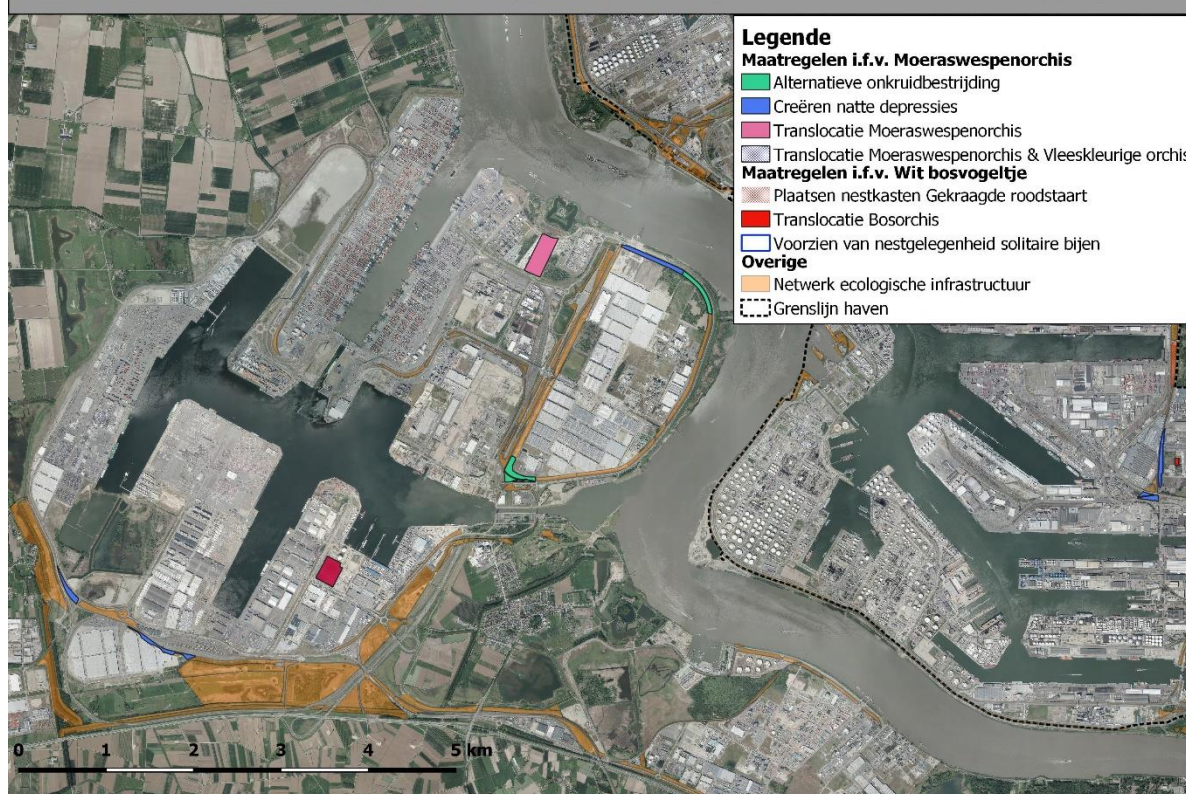 Legende
Maatregelen i.f.v. Moeraswespenorchis
Alternatieve onkruidbestrijding
Creëren natte depressies
Translocatie Moeraswespenorchis
Translocatie Moeraswespenorchis & Vleeskleurige orchis
Maatregelen i.f.v. Wit bosvogeltje
Plaatsen nestkasten Gekraagde roodstaart
Translocatie Bosorchis
Voorzien van nestgelegenheid solitaire bijen
Overige
Netwerk ecologische infrastructuur
Grenslijn haven
0 1 2 3 4 5 km